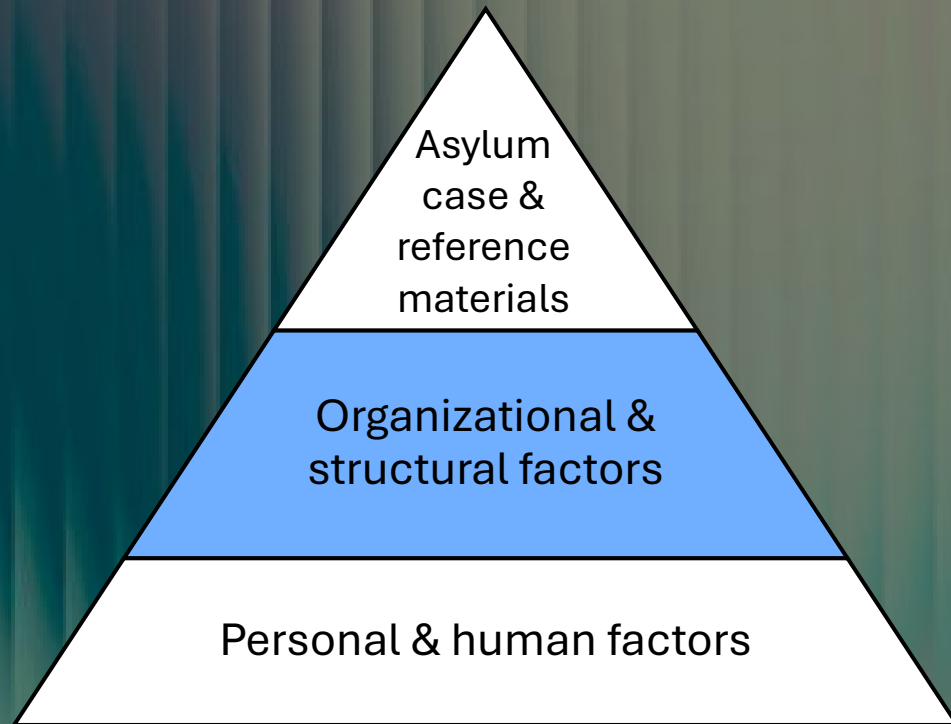 Asylum
case &
reference
materials
Organizational &
structural factors
Personal & human factors